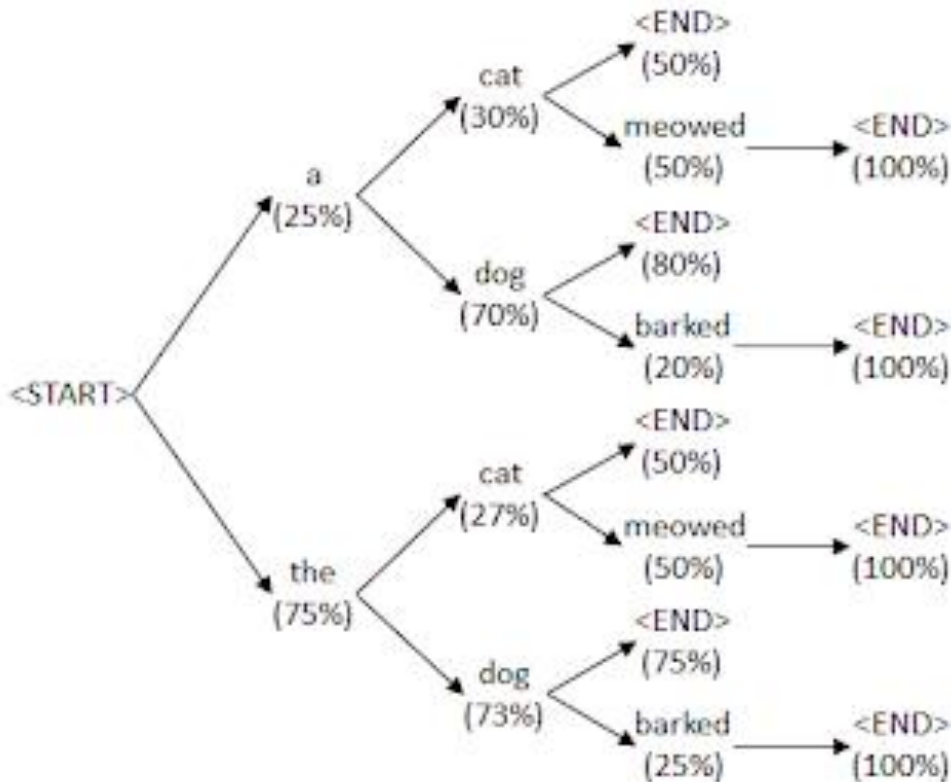 <END>
(50%)
cat
(30%)
meowed
(50%)
<END>
(100%)
a
(25%)
<END>
(80%)
dog
(70%)
barked
(20%)
<END>
(100%)
<START>
<END>
(50%)
cat
(27%)
meowed
(50%)
<END>
(100%)
the
(75%)
<END>
(75%)
dog
(73%)
barked
(25%)
<END>
(100%)